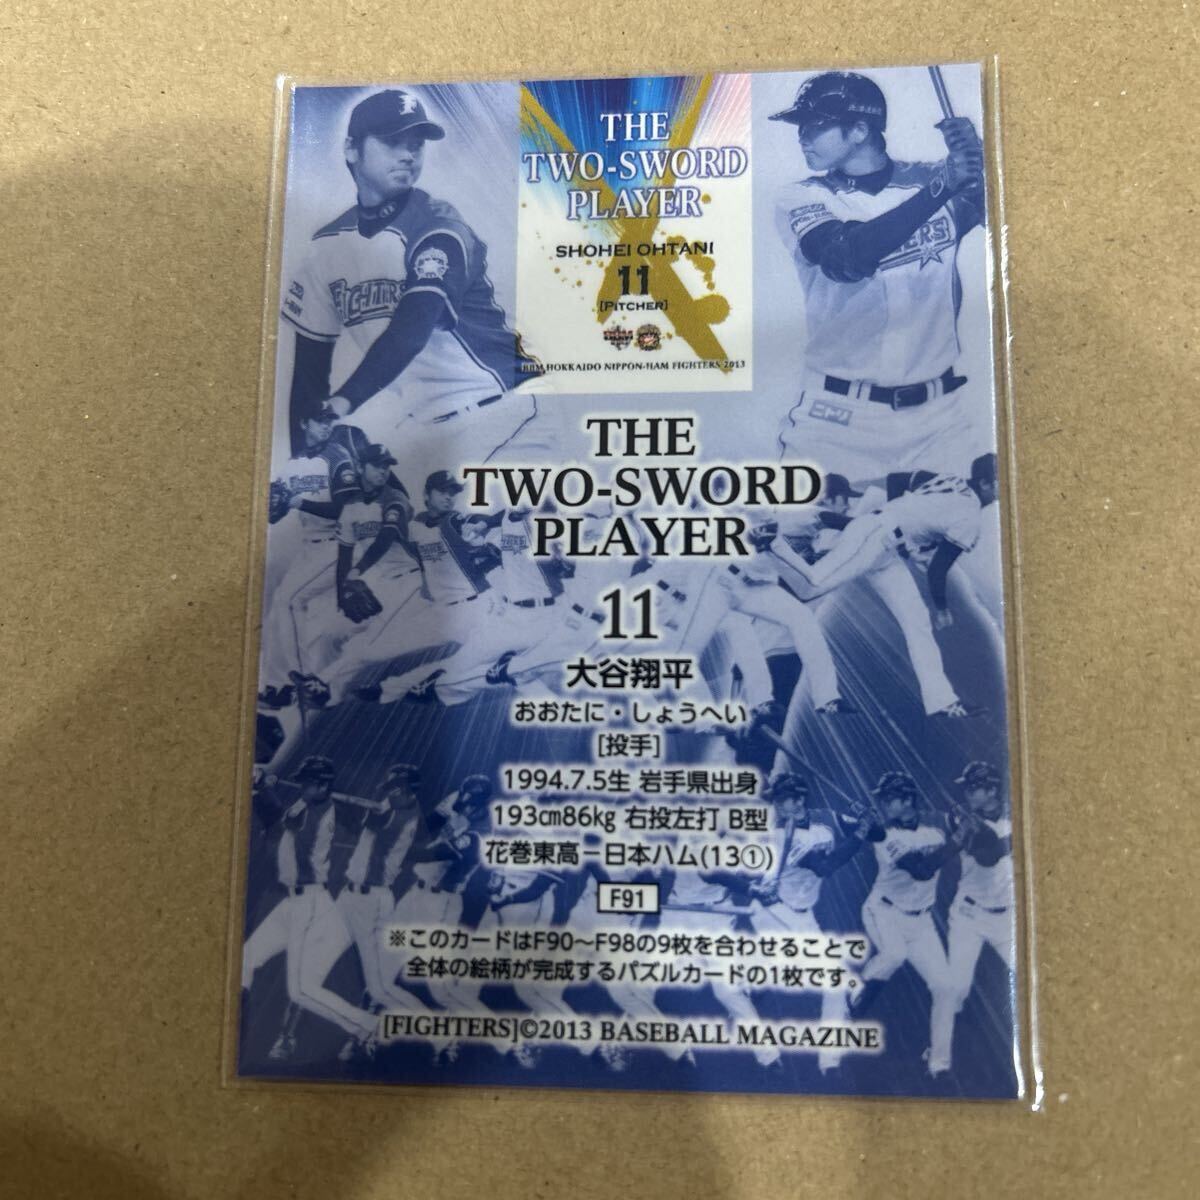 THE
TWO-SWORD
PLAYER
SHOHEI OHTANI
11
[PITCHER]
BBM HOKKAIDO NIPPON-HAM FIGHTERS 2013
FIGHTERS
THE
TWO-SWORD
PLAYER
11
大谷翔平
おおたに・しょうへい
[投手]
1994.7.5生 岩手県出身
193㎝86㎏ 右投左打 B型
花巻東高－日本ハム(13①)
F91
※このカードはF90～F98の9枚を合わせることで
全体の絵柄が完成するパズルカードの1枚です。
[FIGHTERS]©2013 BASEBALL MAGAZINE